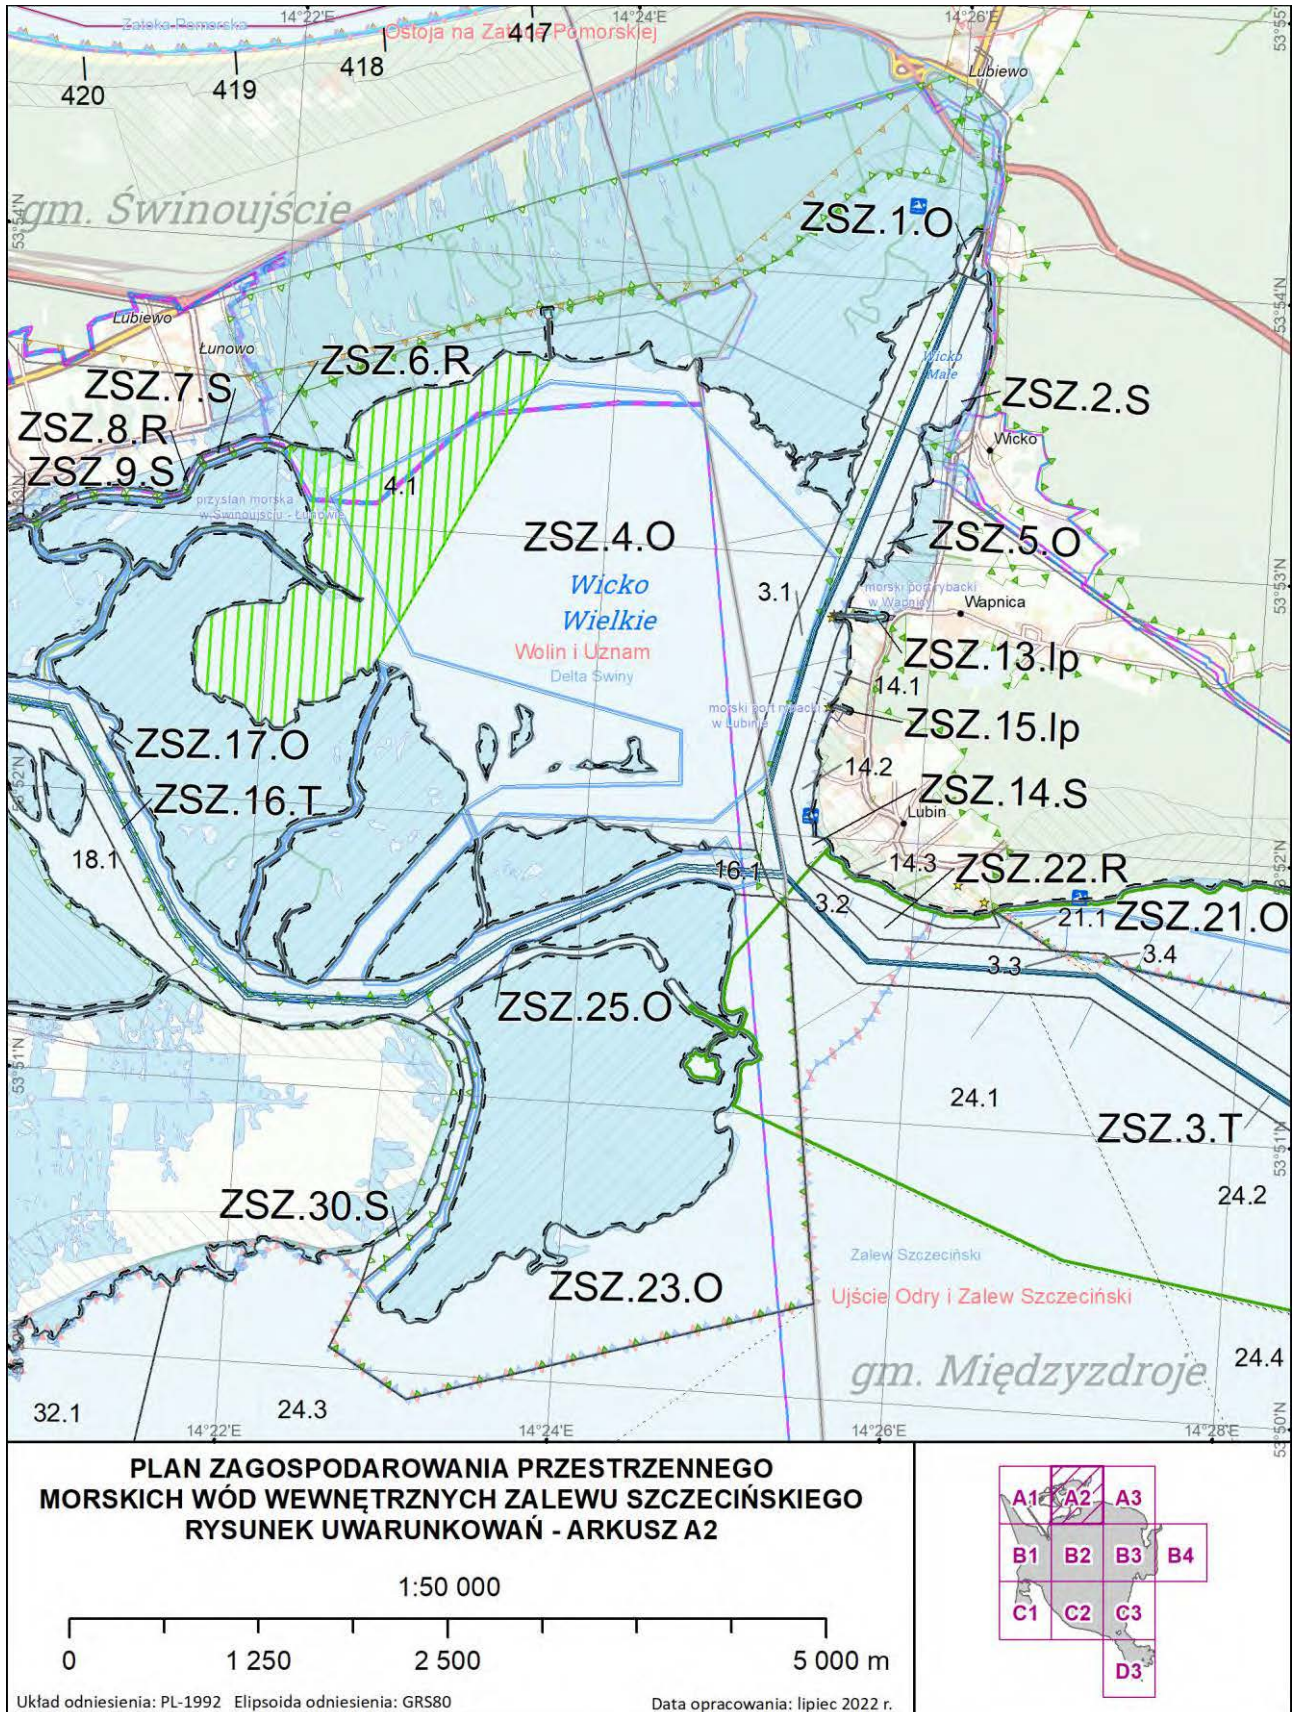 14°22'E
14°24'E
14°26'E
53°55'
Zatoka Pomorska
Ostoja na Zatoce Pomorskiej
417
418
419
420
Lubiewo
gm. Świnoujście
53°54'N
ZSZ.1.O
53°54'N
Lubiewo
Łunowo
ZSZ.6.R
Wicko
Małe
ZSZ.7.S
ZSZ.2.S
ZSZ.8.R
Wicko
ZSZ.9.S
4.1
przystań morska
w Świnoujściu - Łunowie
ZSZ.4.O
ZSZ.5.O
53°53'N
Wicko
Wielkie
3.1
morski port rybacki
w Wapnicy
Wapnica
Wolin i Uznam
Delta Świny
ZSZ.13.Ip
14.1
morski port rybacki
w Lubinie
ZSZ.15.Ip
ZSZ.17.O
14.2
53°52'N
ZSZ.16.T
ZSZ.14.S
Lubin
18.1
16.1
14.3
ZSZ.22.R
53°52'N
3.2
21.1
ZSZ.21.O
3.3
3.4
ZSZ.25.O
53°51'N
24.1
ZSZ.3.T
53°51'N
24.2
ZSZ.30.S
Zalew Szczeciński
ZSZ.23.O
Ujście Odry i Zalew Szczeciński
24.4
gm. Międzyzdroje
32.1
24.3
14°22'E
14°24'E
14°26'E
14°28'E
53°50'N
PLAN ZAGOSPODAROWANIA PRZESTRZENNEGO
MORSKICH WÓD WEWNĘTRZNYCH ZALEWU SZCZECIŃSKIEGO
RYSUNEK UWARUNKOWAŃ - ARKUSZ A2
1:50 000
0 1 250 2 500 5 000 m
Układ odniesienia: PL-1992 Elipsoida odniesienia: GRS80
Data opracowania: lipiec 2022 r.
A1 A2 A3
B1 B2 B3 B4
C1 C2 C3
D3